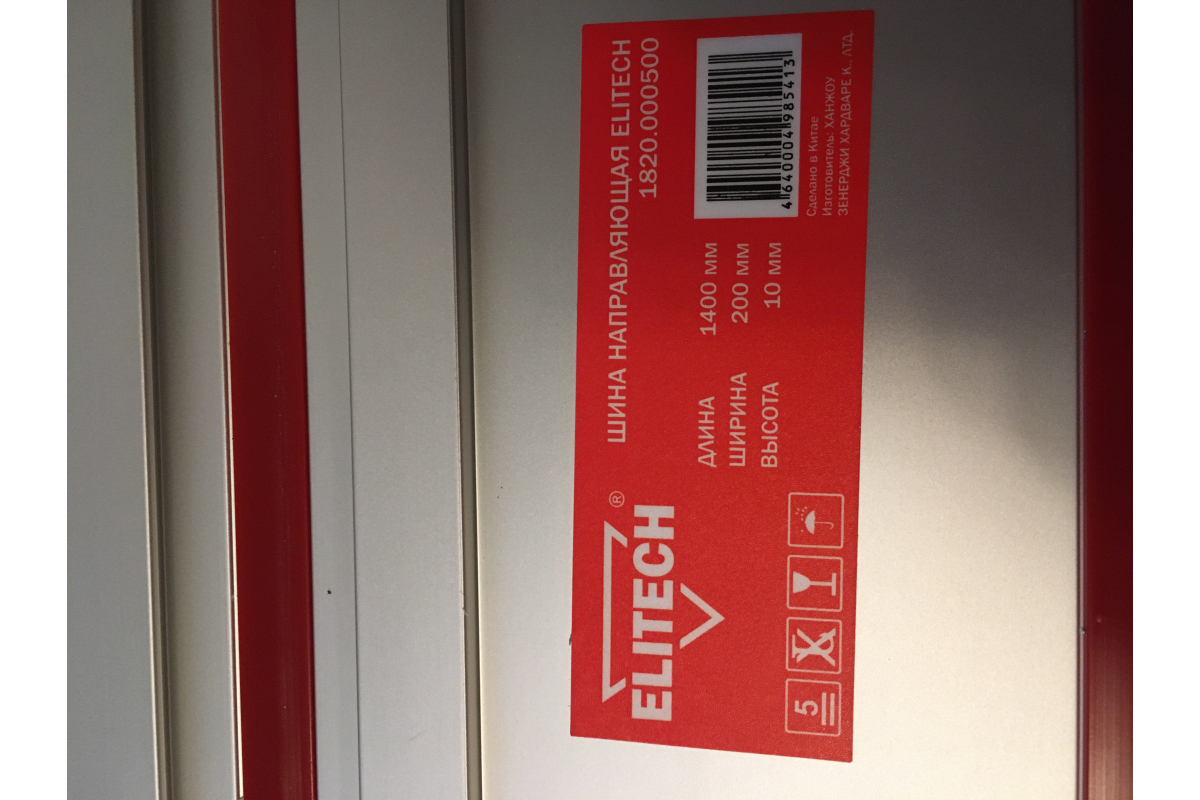 ELITECH®
ШИНА НАПРАВЛЯЮЩАЯ ELITECH
1820.000500
ДЛИНА 1400 мм
ШИРИНА 200 мм
ВЫСОТА 10 мм
4640004985413
Сделано в Китае
Изготовитель: ХАНЖОУ
ЗЕНЕРДЖИ ХАРДВАРЕ К., ЛТД.
5